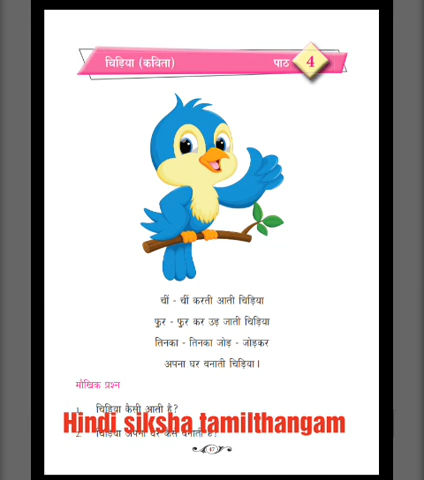 चिड़िया (कविता) पाठ 4
चीं - चीं करती आती चिड़िया
फुर - फुर कर उड़ जाती चिड़िया
तिनका - तिनका जोड़ - जोड़कर
अपना घर बनाती चिड़िया।
मौखिक प्रश्न
1. चिड़िया कैसी आती है?
Hindi siksha tamilthangam
2. चिड़िया अपना घर कैसे बनाती है?
17